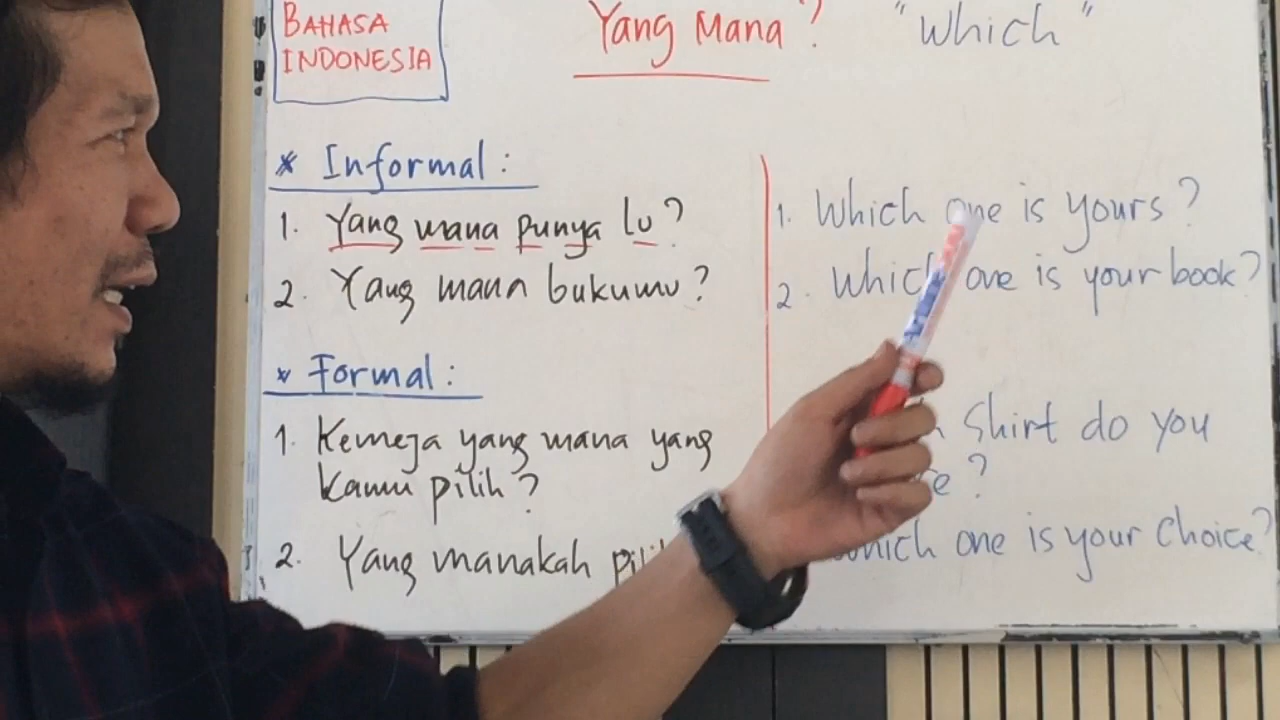 BAHASA
INDONESIA
Yang Mana? "Which"
* Informal:
1. Yang mana punya lu?
2. Yang mana bukumu?
* Formal:
1. Kemeja yang mana yang
kamu pilih?
2. Yang manakah
1. Which one is yours?
2. Which one is your book?
Shirt do you
?
Which one is your Choice?